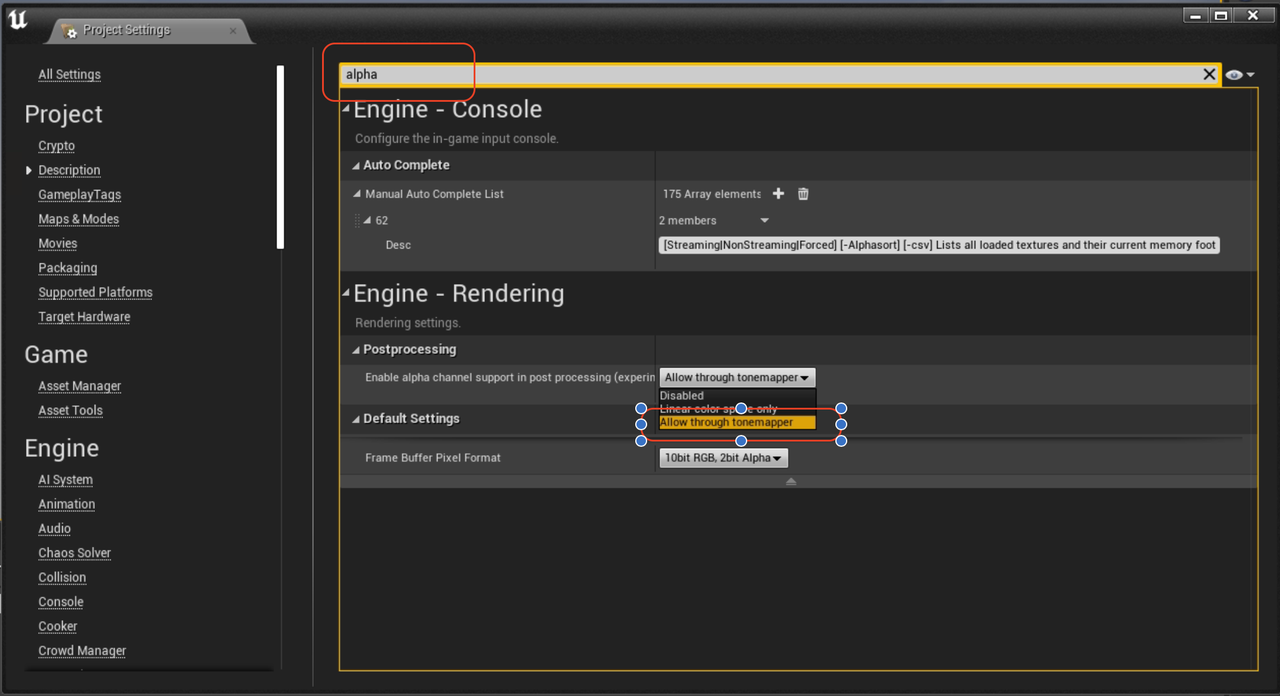 Project Settings
All Settings
Project
Crypto
Description
GameplayTags
Maps & Modes
Movies
Packaging
Supported Platforms
Target Hardware
Game
Asset Manager
Asset Tools
Engine
AI System
Animation
Audio
Chaos Solver
Collision
Console
Cooker
Crowd Manager
alpha
Engine - Console
Configure the in-game input console.
Auto Complete
Manual Auto Complete List
175 Array elements
62
2 members
Desc
[Streaming|NonStreaming|Forced] [-Alphasort] [-csv] Lists all loaded textures and their current memory foot
Engine - Rendering
Rendering settings.
Postprocessing
Enable alpha channel support in post processing (experin
Allow through tonemapper
Disabled
Linear color space only
Allow through tonemapper
Default Settings
Frame Buffer Pixel Format
10bit RGB, 2bit Alpha